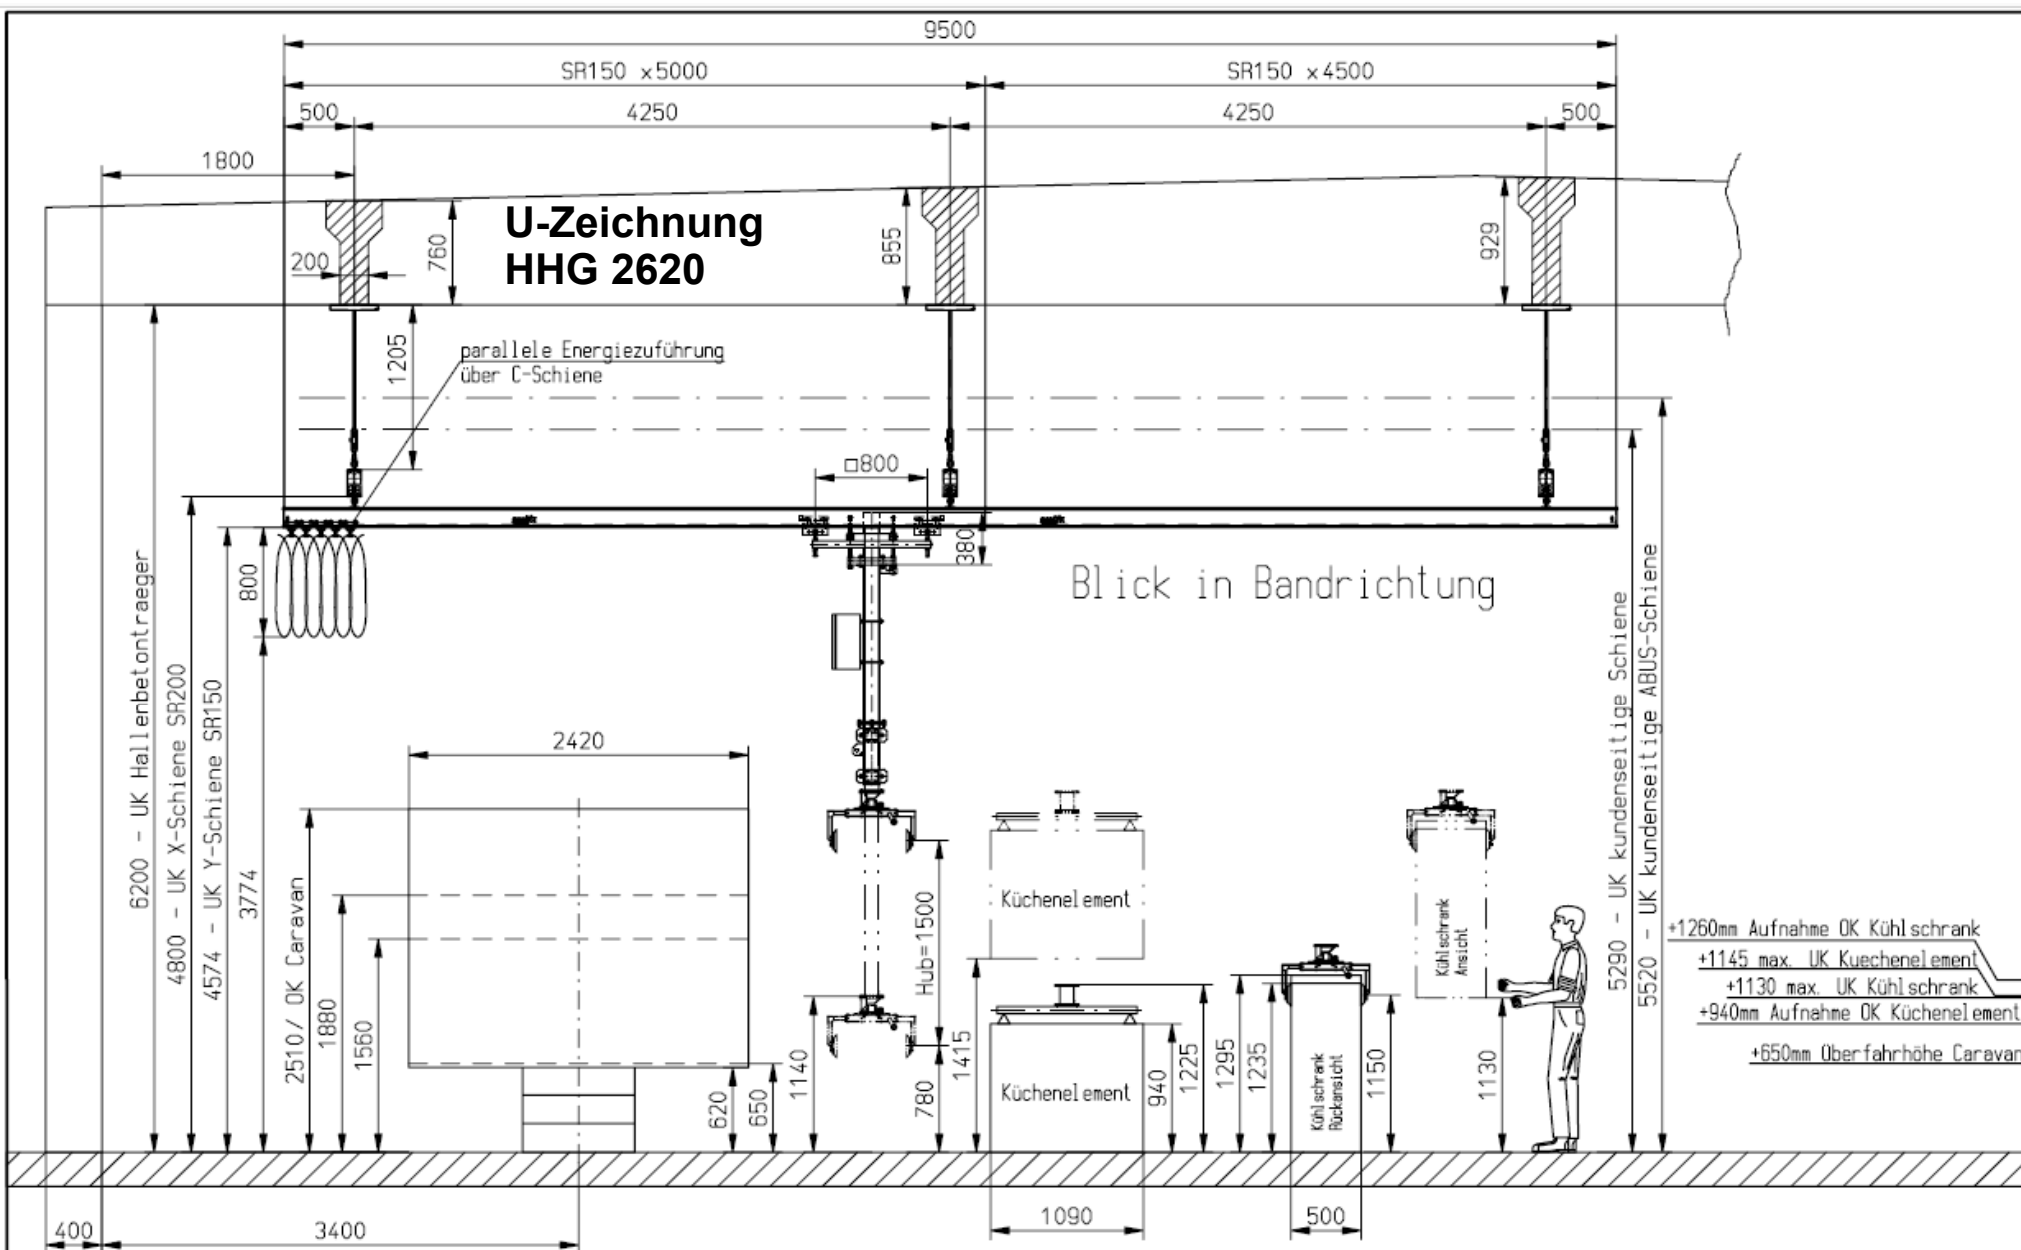 9500
SR150 x5000
SR150 x4500
500
4250
4250
500
1800
U-Zeichnung
HHG 2620
760
855
929
200
1205
parallele Energiezuführung
über C-Schiene
□800
380
800
Blick in Bandrichtung
6200 - UK Hallenbetontraeger
4800 - UK X-Schiene SR200
4574 - UK Y-Schiene SR150
3774
2510/ OK Caravan
1880
1560
2420
620
650
1140
Hub=1500
780
1415
Küchenelement
Küchenelement
940
1225
1295
1235
Kühlschrank
Rückansicht
1150
Kühlschrank
Ansicht
1130
5290 - UK kundenseitige Schiene
5520 - UK kundenseitige ABUS-Schiene
+1260mm Aufnahme OK Kühlschrank
+1145 max. UK Kuechenelement
+1130 max. UK Kühlschrank
+940mm Aufnahme OK Küchenelement
+650mm Überfahrhöhe Caravan
400
3400
1090
500